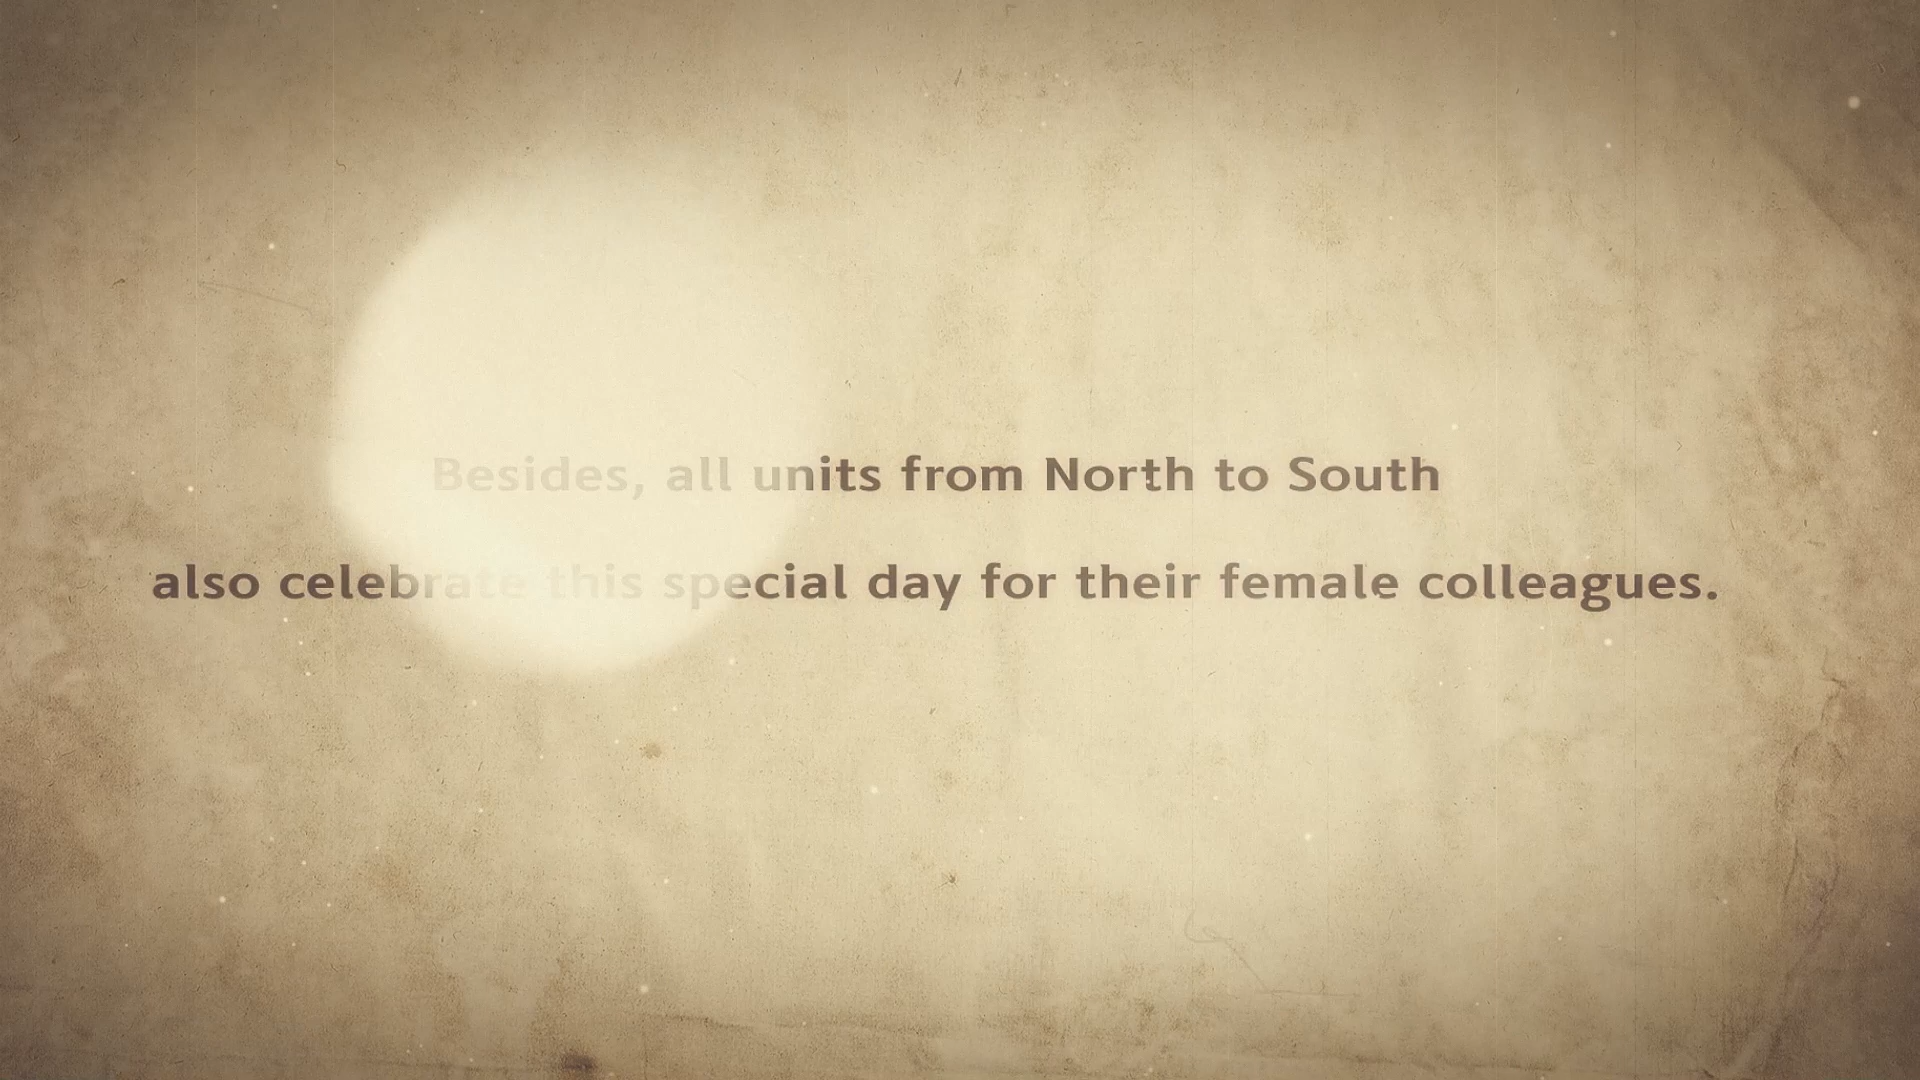 Besides, all units from North to South
also celebrate this special day for their female colleagues.